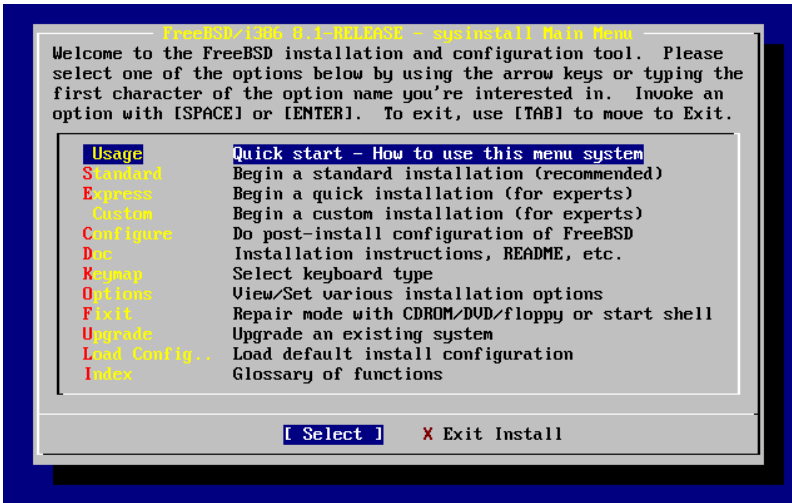 FreeBSD/i386 8.1-RELEASE - sysinstall Main Menu
Welcome to the FreeBSD installation and configuration tool.  Please
select one of the options below by using the arrow keys or typing the
first character of the option name you're interested in.  Invoke an
option with [SPACE] or [ENTER].  To exit, use [TAB] to move to Exit.
Usage Quick start - How to use this menu system
Standard Begin a standard installation (recommended)
Express Begin a quick installation (for experts)
Custom Begin a custom installation (for experts)
Configure Do post-install configuration of FreeBSD
Doc Installation instructions, README, etc.
Keymap Select keyboard type
Options View/Set various installation options
Fixit Repair mode with CDROM/DVD/floppy or start shell
Upgrade Upgrade an existing system
Load Config.. Load default install configuration
Index Glossary of functions
[ Select ] X Exit Install